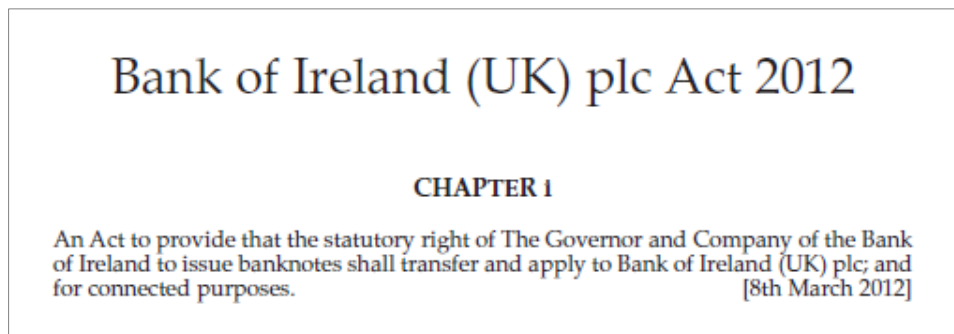 Bank of Ireland (UK) plc Act 2012
CHAPTER i
An Act to provide that the statutory right of The Governor and Company of the Bank
of Ireland to issue banknotes shall transfer and apply to Bank of Ireland (UK) plc; and
for connected purposes. [8th March 2012]